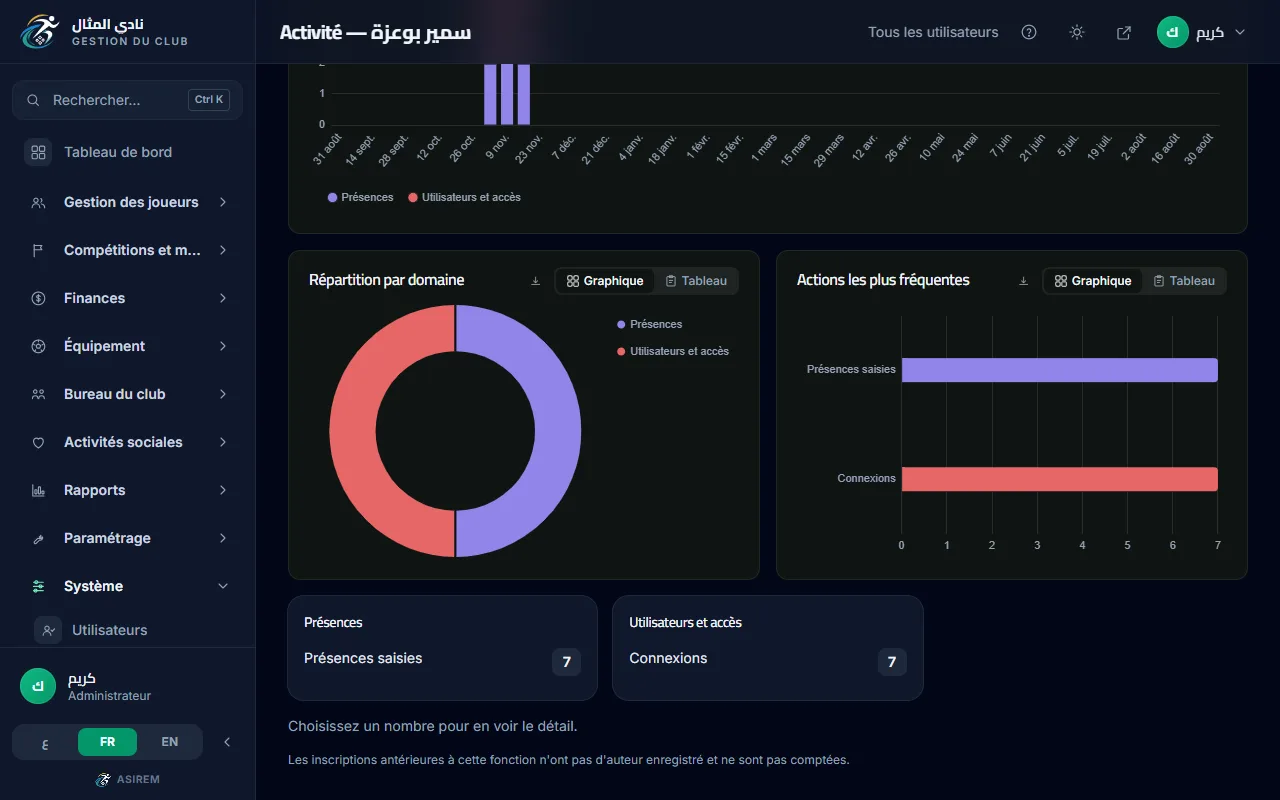 نادي المثال
GESTION DU CLUB
Rechercher...
Ctrl K
Tableau de bord
Gestion des joueurs
Compétitions et m...
Finances
Équipement
Bureau du club
Activités sociales
Rapports
Paramétrage
Système
Utilisateurs
ك
كريم
Administrateur
ع
FR
EN
ASIREM
Activité — سمير بوعزة
Tous les utilisateurs
ك
كريم
2
1
0
31 août
14 sept.
28 sept.
12 oct.
26 oct.
9 nov.
23 nov.
7 déc.
21 déc.
4 janv.
18 janv.
1 févr.
15 févr.
1 mars
15 mars
29 mars
12 avr.
26 avr.
10 mai
24 mai
7 juin
21 juin
5 juil.
19 juil.
2 août
16 août
30 août
Présences
Utilisateurs et accès
Répartition par domaine
Graphique
Tableau
Présences
Utilisateurs et accès
Actions les plus fréquentes
Graphique
Tableau
Présences saisies
Connexions
0 1 2 3 4 5 6 7
Présences
Présences saisies
7
Utilisateurs et accès
Connexions
7
Choisissez un nombre pour en voir le détail.
Les inscriptions antérieures à cette fonction n'ont pas d'auteur enregistré et ne sont pas comptées.